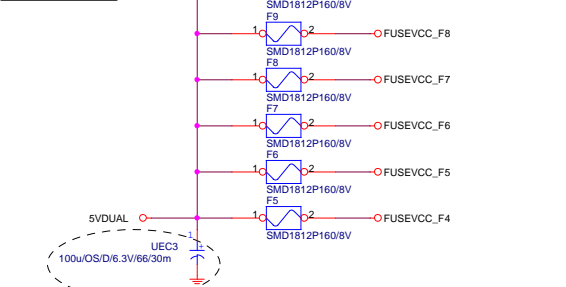 SMD1812P160/8V
F9
1 2 FUSEVCC_F8
SMD1812P160/8V
F8
1 2 FUSEVCC_F7
SMD1812P160/8V
F7
1 2 FUSEVCC_F6
SMD1812P160/8V
F6
1 2 FUSEVCC_F5
SMD1812P160/8V
F5
5VDUAL 1 2 FUSEVCC_F4
SMD1812P160/8V
1
UEC3 +
100u/OS/D/6.3V/66/30m